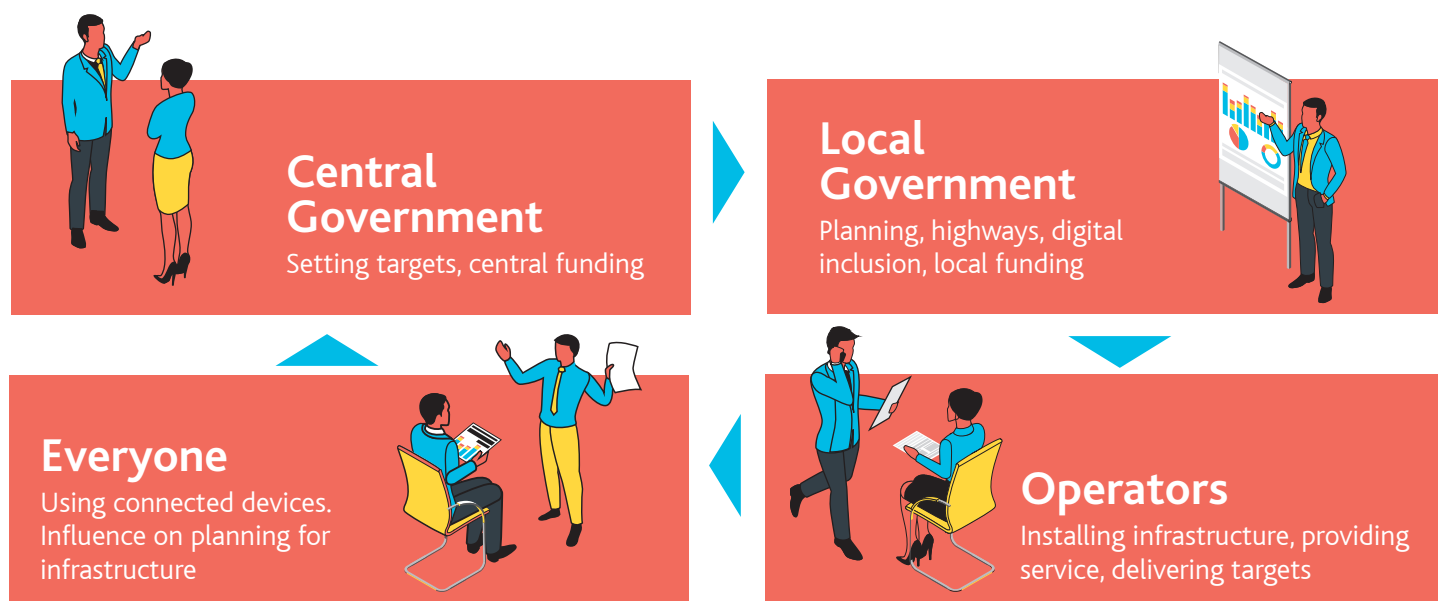 Central
Government
Setting targets, central funding
Local
Government
Planning, highways, digital
inclusion, local funding
Everyone
Using connected devices.
Influence on planning for
infrastructure
Operators
Installing infrastructure, providing
service, delivering targets